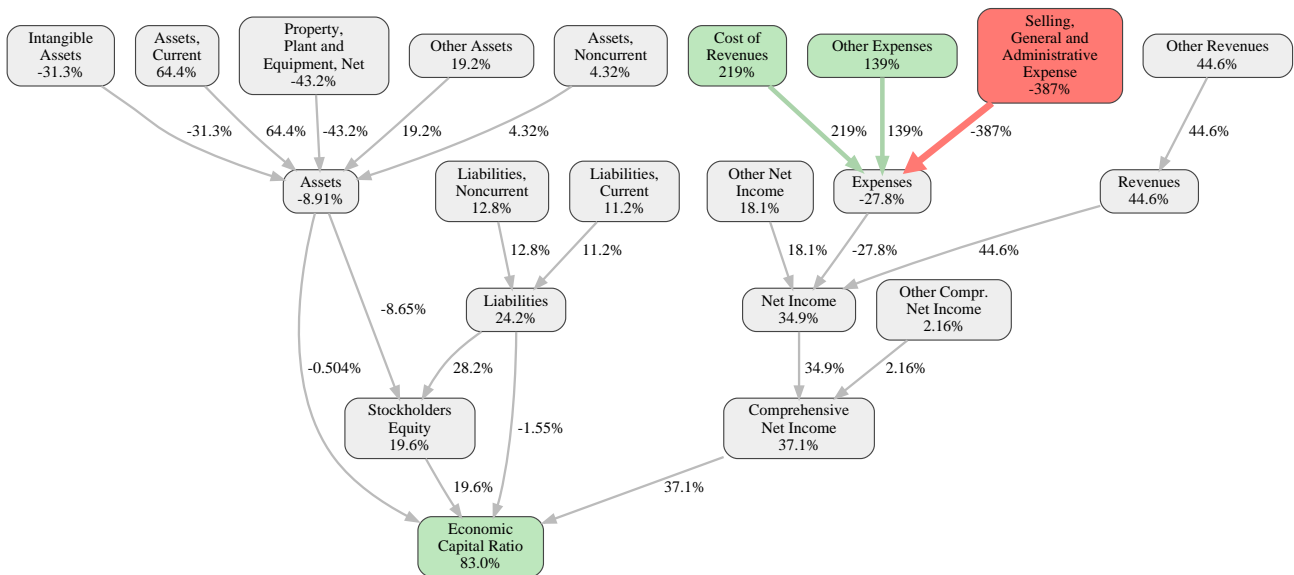 Intangible
Assets
-31.3%
Assets,
Current
64.4%
Property,
Plant and
Equipment, Net
-43.2%
Other Assets
19.2%
Assets,
Noncurrent
4.32%
Cost of
Revenues
219%
Other Expenses
139%
Selling,
General and
Administrative
Expense
-387%
Other Revenues
44.6%
-31.3%
64.4%
-43.2%
19.2%
4.32%
219%
139%
-387%
44.6%
Assets
-8.91%
Liabilities,
Noncurrent
12.8%
Liabilities,
Current
11.2%
Other Net
Income
18.1%
Expenses
-27.8%
Revenues
44.6%
12.8%
11.2%
18.1%
-27.8%
44.6%
-8.65%
Liabilities
24.2%
Net Income
34.9%
Other Compr.
Net Income
2.16%
-0.504%
28.2%
34.9%
2.16%
Stockholders
Equity
19.6%
-1.55%
Comprehensive
Net Income
37.1%
19.6%
37.1%
Economic
Capital Ratio
83.0%